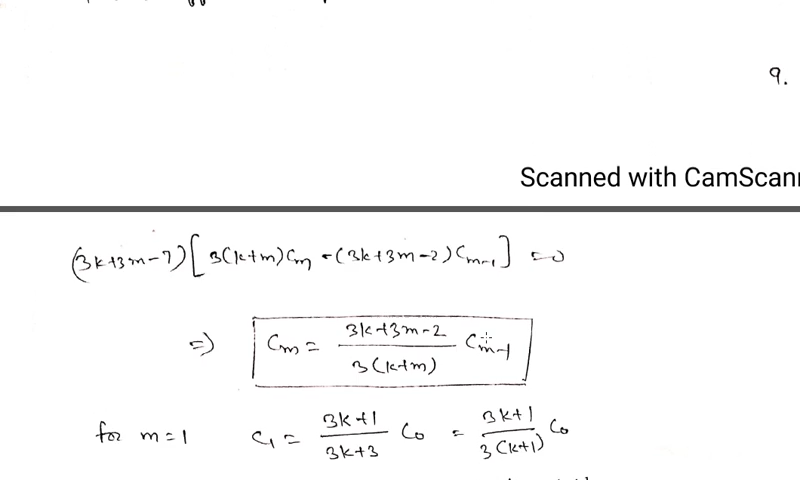 9.
Scanned with CamScan
(3k+3m-7)[3(k+m)Cm - (3k+3m-2)Cm-1] =0
=> Cm = 3k+3m-2 / 3(k+m) Cm-1
for m=1 C1 = 3k+1 / 3k+3 C0 = 3k+1 / 3(k+1) C0